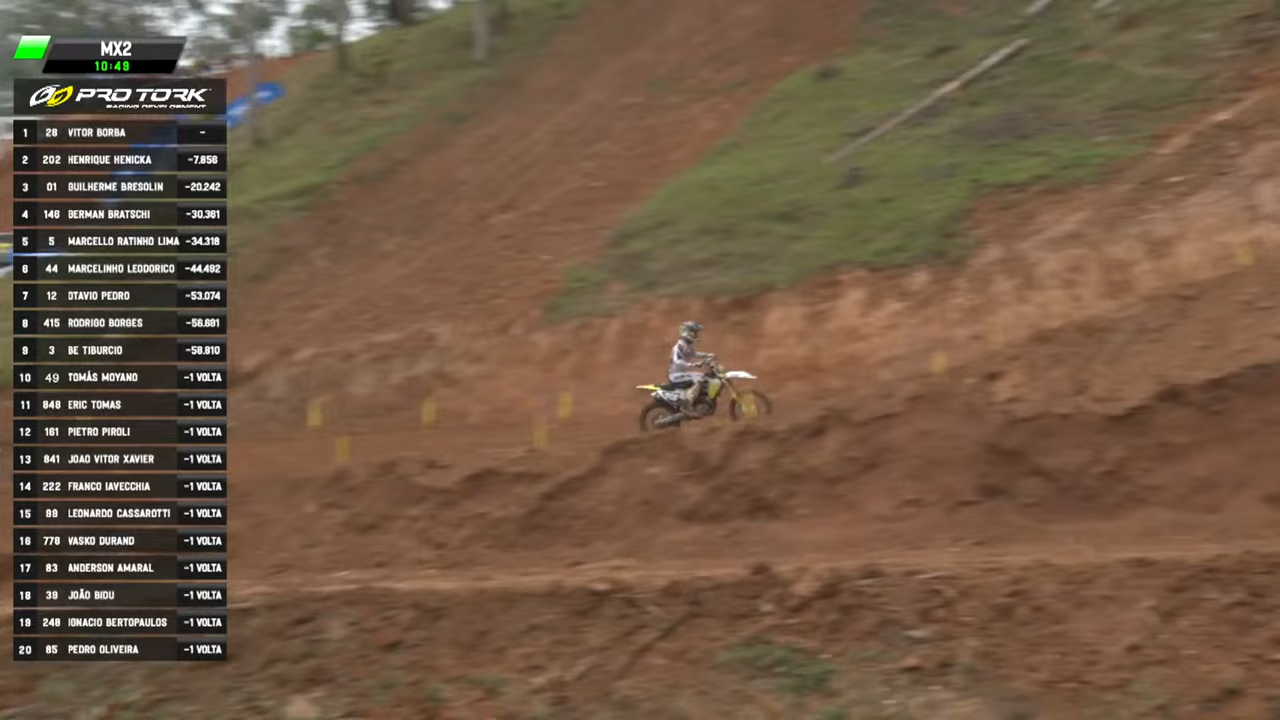 MX2
10:49
PRO TORK
RACING DEVELOPMENT
1 28 VITOR BORBA -
2 202 HENRIQUE HENICKA -7.856
3 01 GUILHERME BRESOLIN -20.242
4 146 GERMAN BRATSCHI -30.361
5 5 MARCELLO RATINHO LIMA -34.318
6 44 MARCELINHO LEODORICO -44.492
7 12 OTAVIO PEDRO -53.074
8 415 RODRIGO BORGES -56.691
9 3 BE TIBURCIO -58.810
10 49 TOMÁS MOYANO -1 VOLTA
11 848 ERIC TOMAS -1 VOLTA
12 161 PIETRO PIROLI -1 VOLTA
13 841 JOAO VITOR XAVIER -1 VOLTA
14 222 FRANCO IAVECCHIA -1 VOLTA
15 99 LEONARDO CASSAROTTI -1 VOLTA
16 776 VASKO DURAND -1 VOLTA
17 83 ANDERSON AMARAL -1 VOLTA
18 39 JOÃO BIDU -1 VOLTA
19 248 IGNACIO BERTOPAULOS -1 VOLTA
20 85 PEDRO OLIVEIRA -1 VOLTA